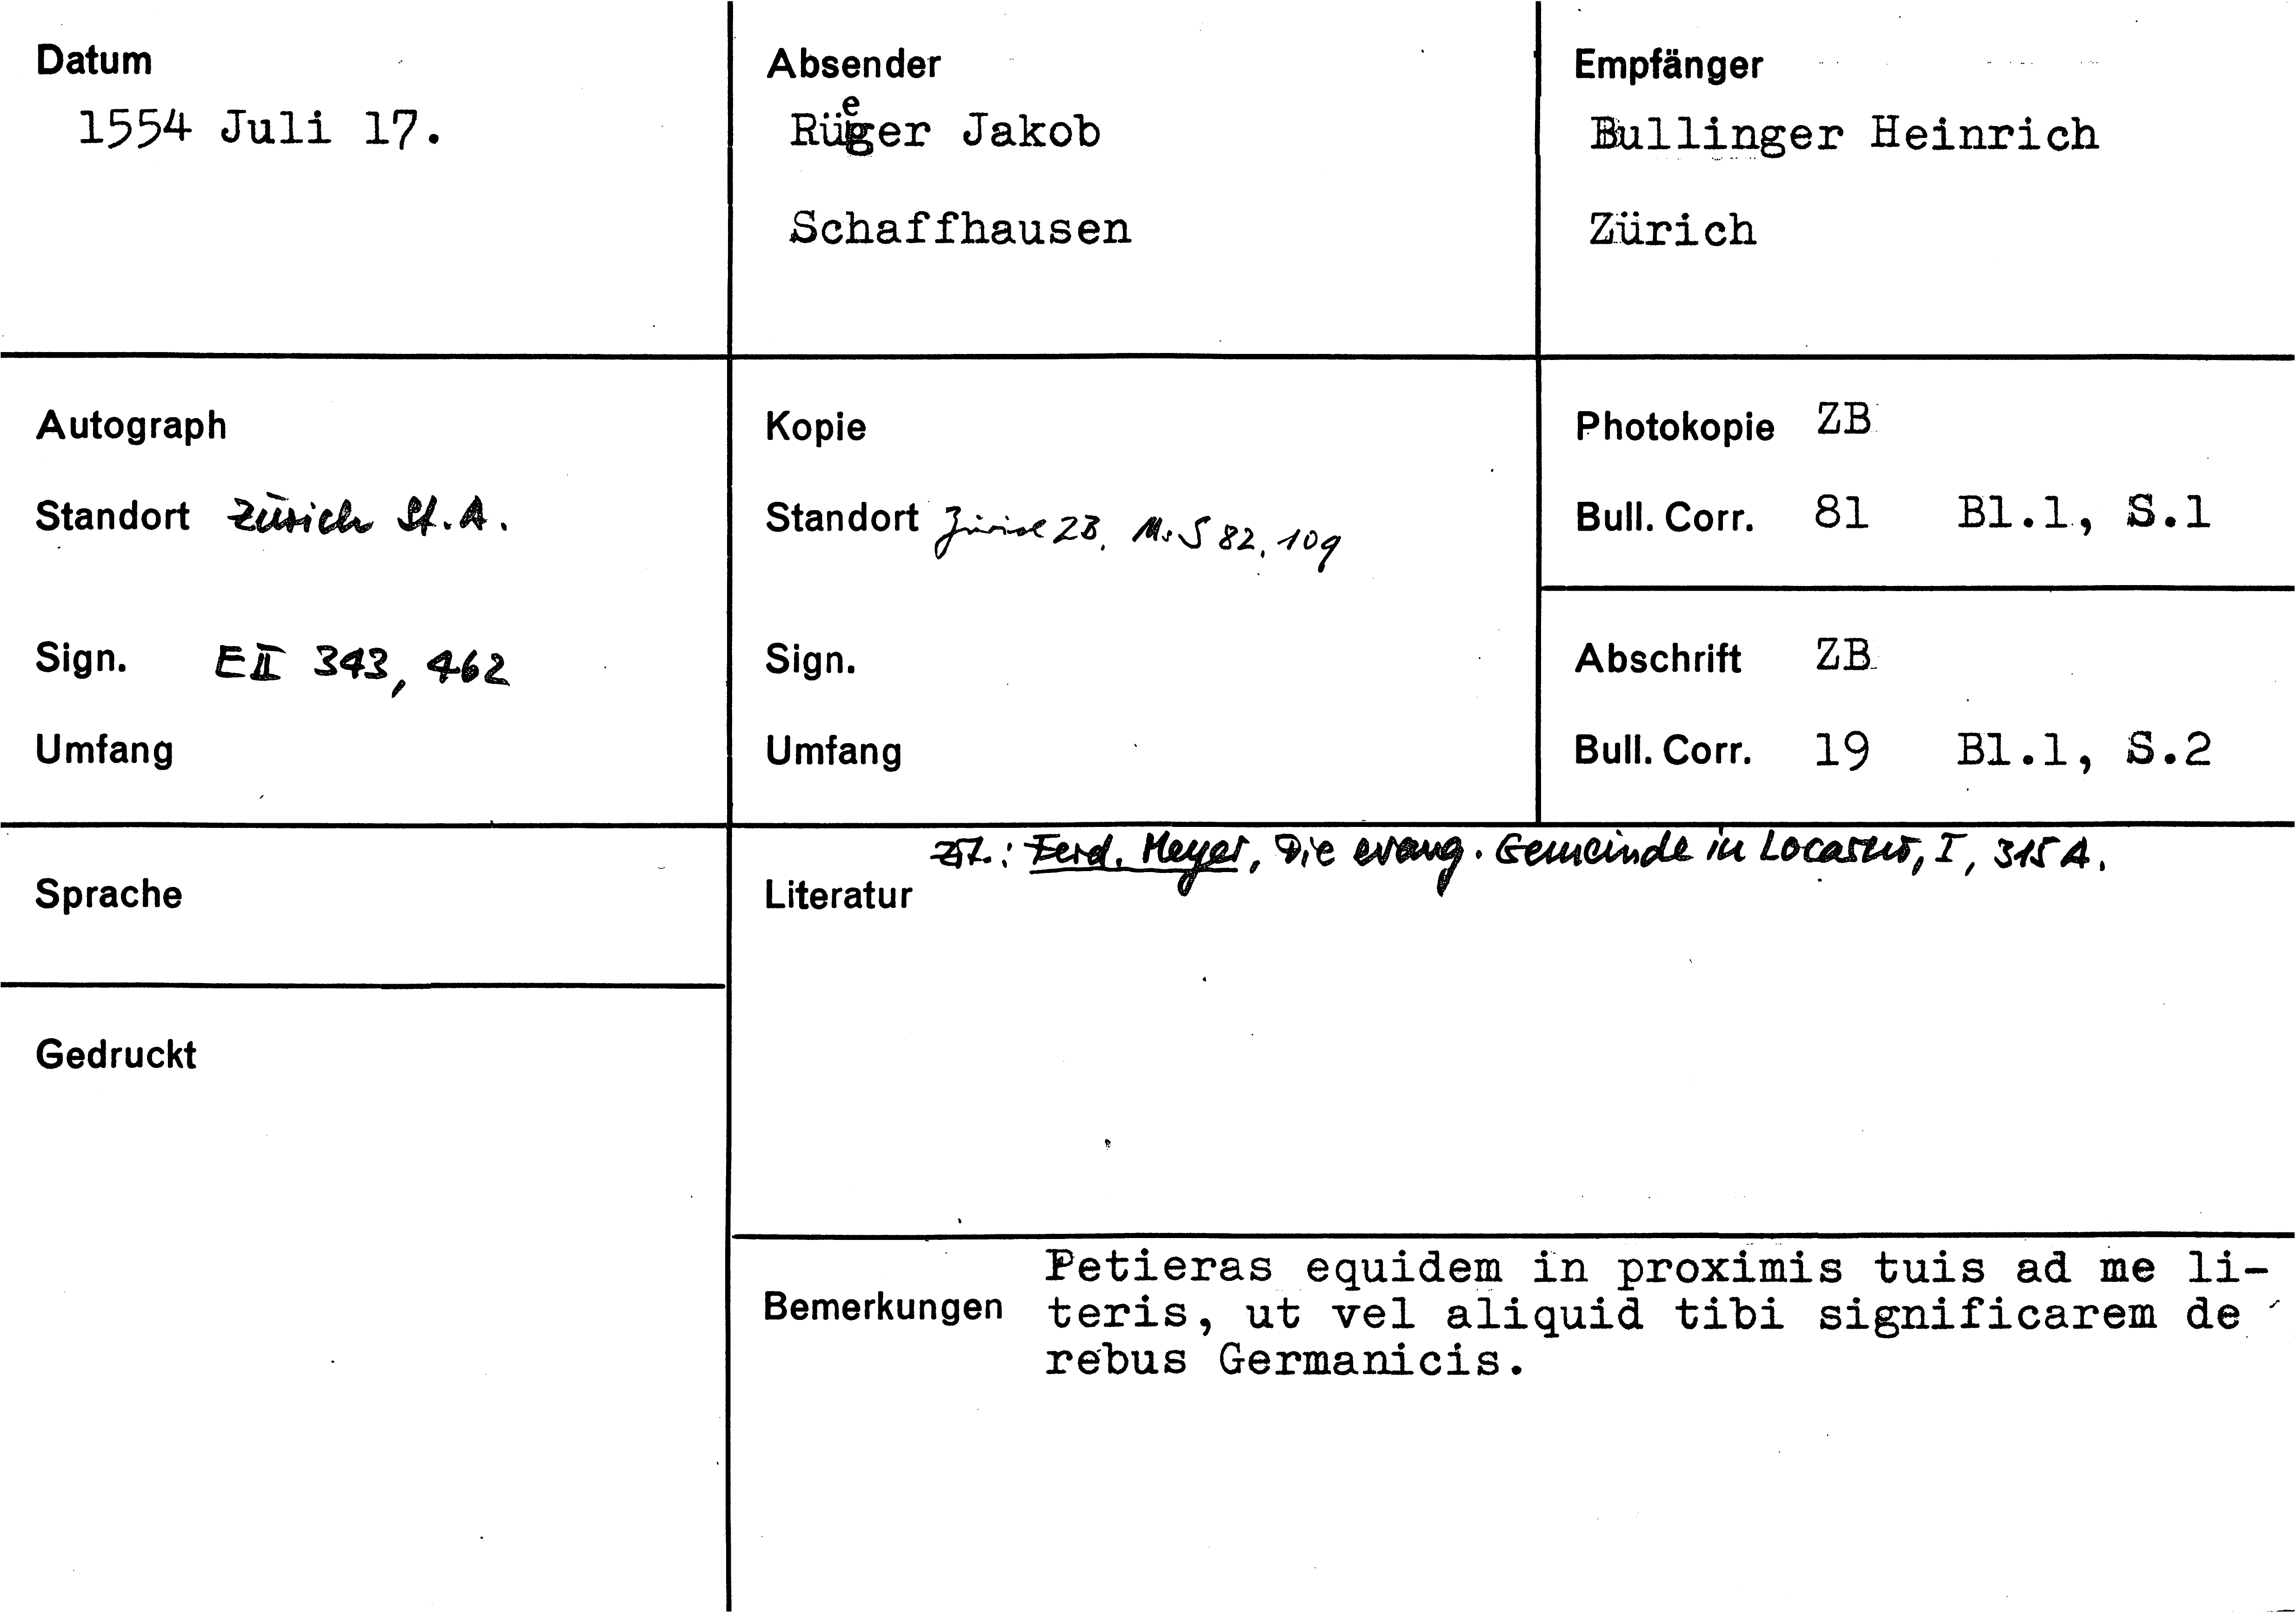 Datum
1554 Juli 17.
Absender
Rüeger Jakob
Schaffhausen
Empfänger
Bullinger Heinrich
Zürich
Autograph
Standort Zürich St.A.
Sign. EII 343, 462
Umfang
Kopie
Standort Zürich ZB, Ms S 82, 109
Sign.
Umfang
Photokopie ZB
Bull. Corr. 81 Bl.1, S.1
Abschrift ZB
Bull. Corr. 19 Bl.1, S.2
Sprache
Gedruckt
Zit.: Ferd. Meyer, Die evang. Gemeinde in Locarno, I, 315 A.
Literatur
Petieras equidem in proximis tuis ad me li-
Bemerkungen teris, ut vel aliquid tibi significarem de
rebus Germanicis.